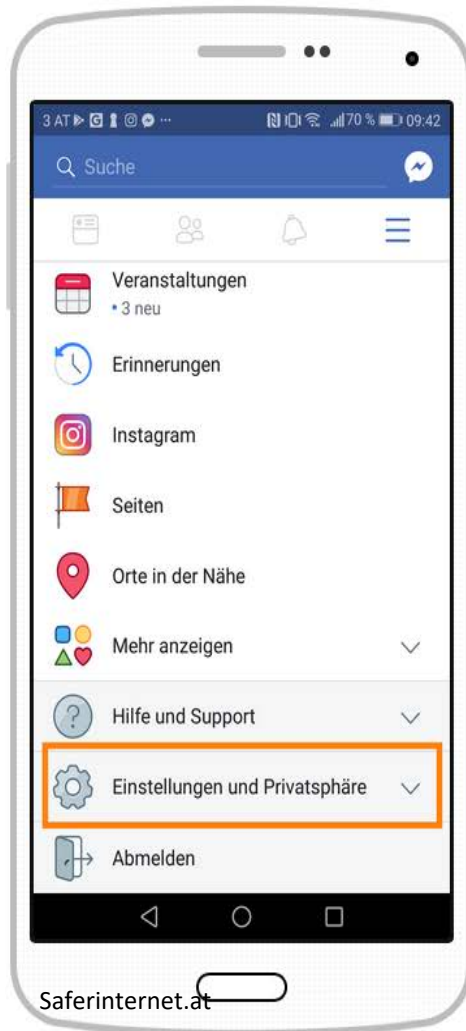 3 AT
70 % 09:42
Suche
Veranstaltungen
• 3 neu
Erinnerungen
Instagram
Seiten
Orte in der Nähe
Mehr anzeigen
Hilfe und Support
Einstellungen und Privatsphäre
Abmelden
Saferinternet.at